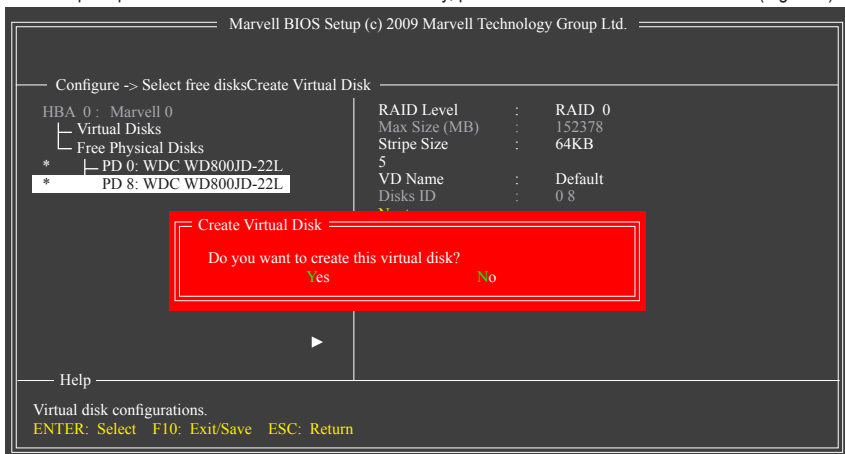 Marvell BIOS Setup (c) 2009 Marvell Technology Group Ltd.
Configure -> Select free disksCreate Virtual Disk
HBA 0 : Marvell 0
Virtual Disks
Free Physical Disks
* PD 0: WDC WD800JD-22L
* PD 8: WDC WD800JD-22L
RAID Level : RAID 0
Max Size (MB) : 152378
Stripe Size : 64KB
5
VD Name : Default
Disks ID : 0 8
Create Virtual Disk
Do you want to create this virtual disk?
Yes No
Help
Virtual disk configurations.
ENTER: Select F10: Exit/Save ESC: Return